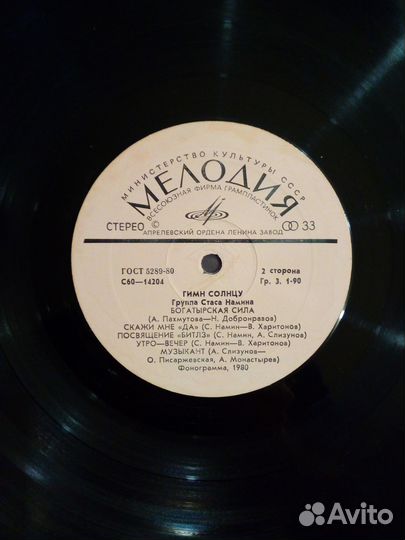 МИНИСТЕРСТВО КУЛЬТУРЫ СССР
МЕЛОДИЯ
ВСЕСОЮЗНАЯ ФИРМА ГРАМПЛАСТИНОК
СТЕРЕО ©
33
АПРЕЛЕВСКИЙ ОРДЕНА ЛЕНИНА ЗАВОД
ГОСТ 5289-80
2 сторона
С60—14204
Гр. 3. 1-90
ГИМН СОЛНЦУ
Группа Стаса Намина
БОГАТЫРСКАЯ СИЛА
(А. Пахмутова—Н. Добронравов)
СКАЖИ МНЕ «ДА» (С. Намин—В. Харитонов)
ПОСВЯЩЕНИЕ «БИТЛЗ» (С. Намин, А. Слизунов)
УТРО—ВЕЧЕР (С. Намин—В. Харитонов)
МУЗЫКАНТ (А. Слизунов—
О. Писаржевская, А. Монастырев)
Фонограмма, 1980
Avito